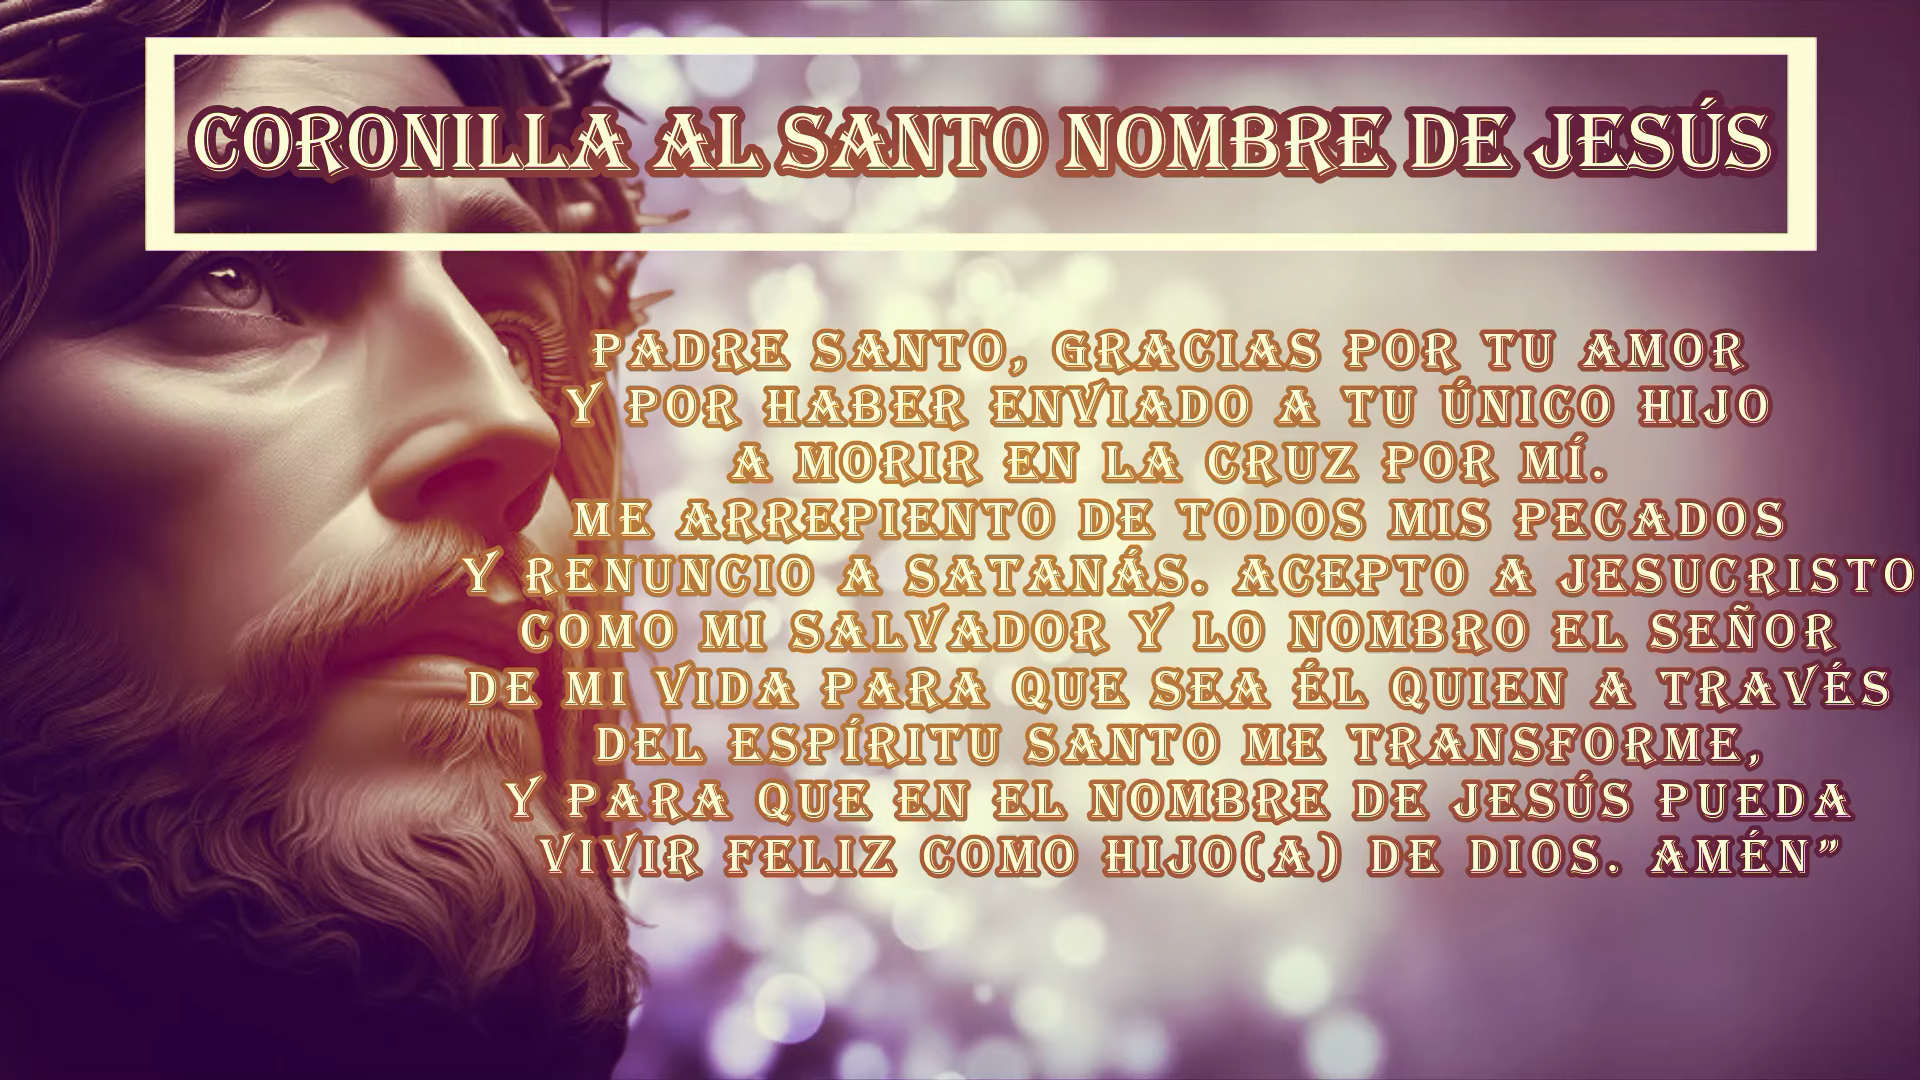 CORONILLA AL SANTO NOMBRE DE JESÚS
PADRE SANTO, GRACIAS POR TU AMOR
Y POR HABER ENVIADO A TU ÚNICO HIJO
A MORIR EN LA CRUZ POR MÍ.
ME ARREPIENTO DE TODOS MIS PECADOS
Y RENUNCIO A SATANÁS. ACEPTO A JESUCRISTO
COMO MI SALVADOR Y LO NOMBRO EL SEÑOR
DE MI VIDA PARA QUE SEA ÉL QUIEN A TRAVÉS
DEL ESPÍRITU SANTO ME TRANSFORME,
Y PARA QUE EN EL NOMBRE DE JESÚS PUEDA
VIVIR FELIZ COMO HIJO(A) DE DIOS. AMÉN”